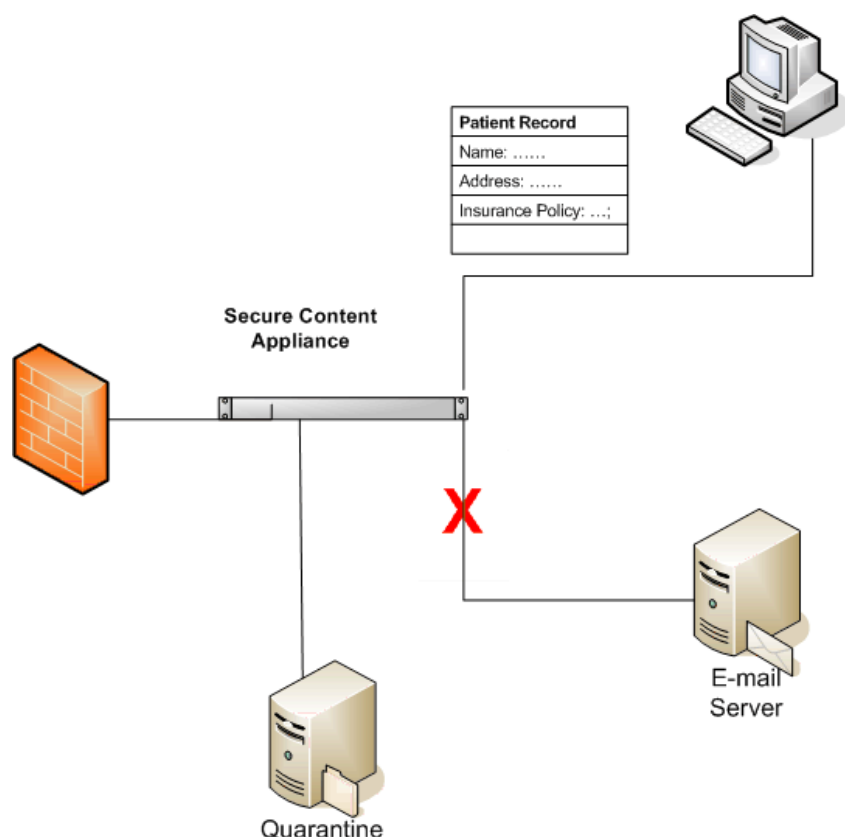 Patient Record
Name: ......
Address: ......
Insurance Policy: ...;
Secure Content
Appliance
E-mail
Server
Quarantine